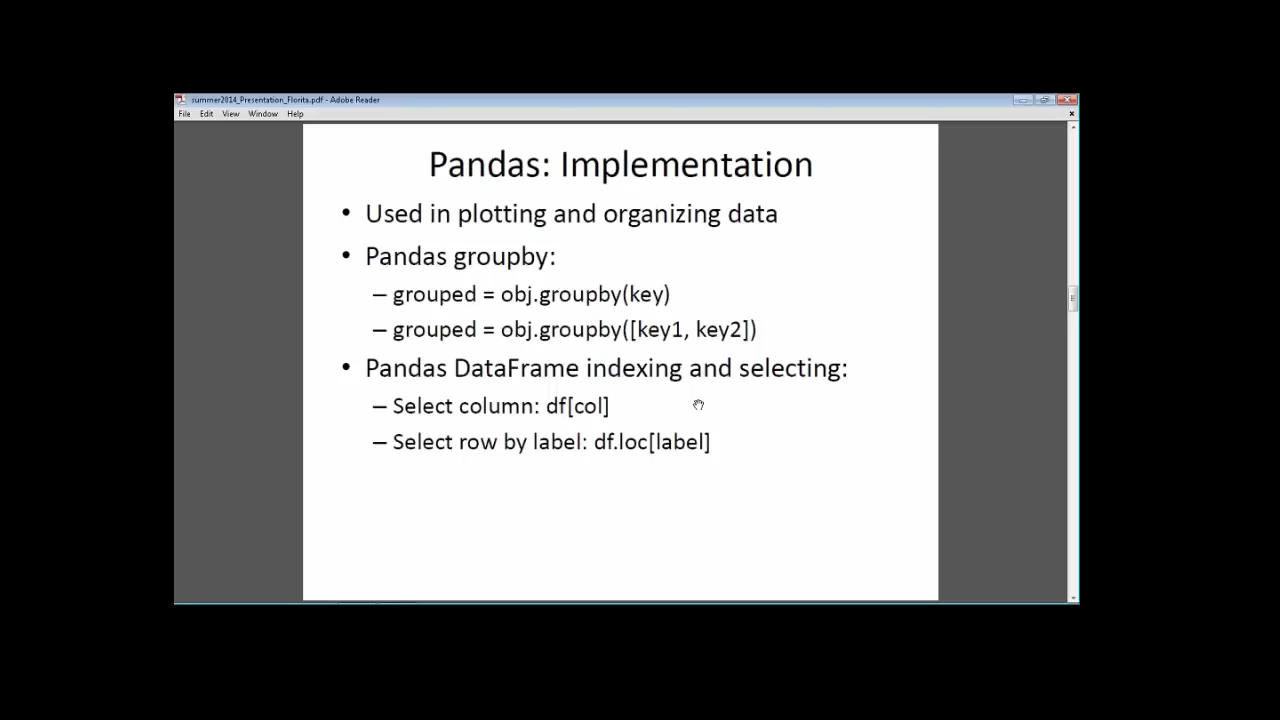 summer2014_Presentation_Florita.pdf - Adobe Reader
File Edit View Window Help
Pandas: Implementation
• Used in plotting and organizing data
• Pandas groupby:
– grouped = obj.groupby(key)
– grouped = obj.groupby([key1, key2])
• Pandas DataFrame indexing and selecting:
– Select column: df[col]
– Select row by label: df.loc[label]